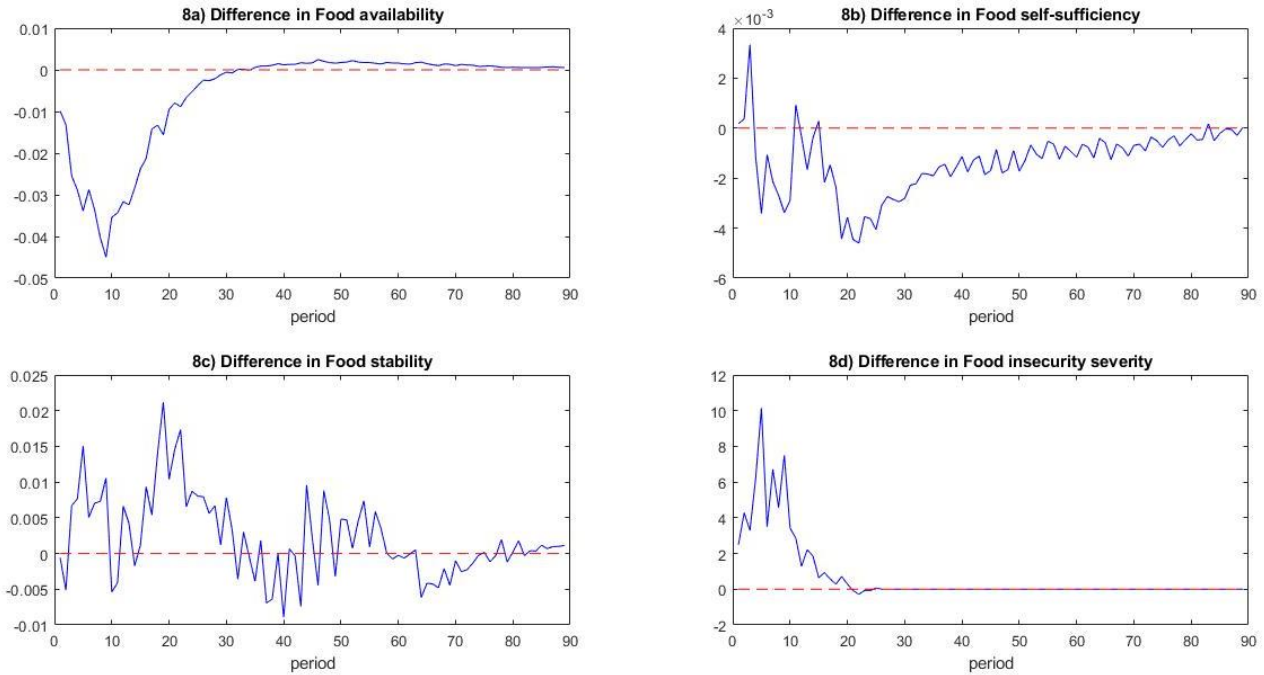 8a) Difference in Food availability
0.01
0
-0.01
-0.02
-0.03
-0.04
-0.05
0 10 20 30 40 50 60 70 80 90
period
8b) Difference in Food self-sufficiency
×10⁻³
4
2
0
-2
-4
-6
0 10 20 30 40 50 60 70 80 90
period
8c) Difference in Food stability
0.025
0.02
0.015
0.01
0.005
0
-0.005
-0.01
0 10 20 30 40 50 60 70 80 90
period
8d) Difference in Food insecurity severity
12
10
8
6
4
2
0
-2
0 10 20 30 40 50 60 70 80 90
period